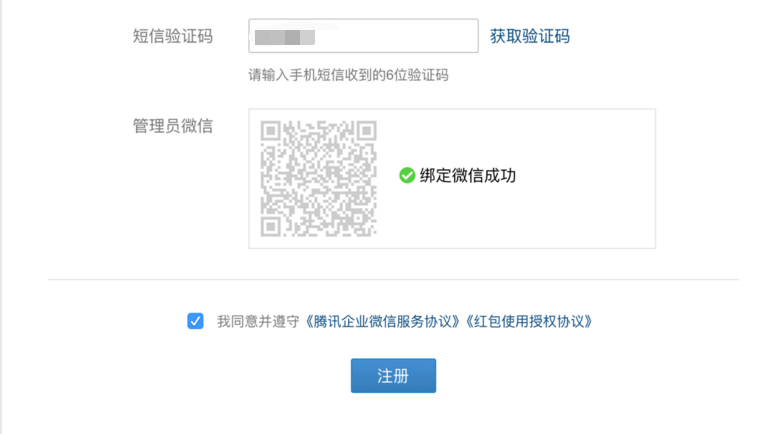 短信验证码
获取验证码
请输入手机短信收到的6位验证码
管理员微信
绑定微信成功
我同意并遵守《腾讯企业微信服务协议》《红包使用授权协议》
注册